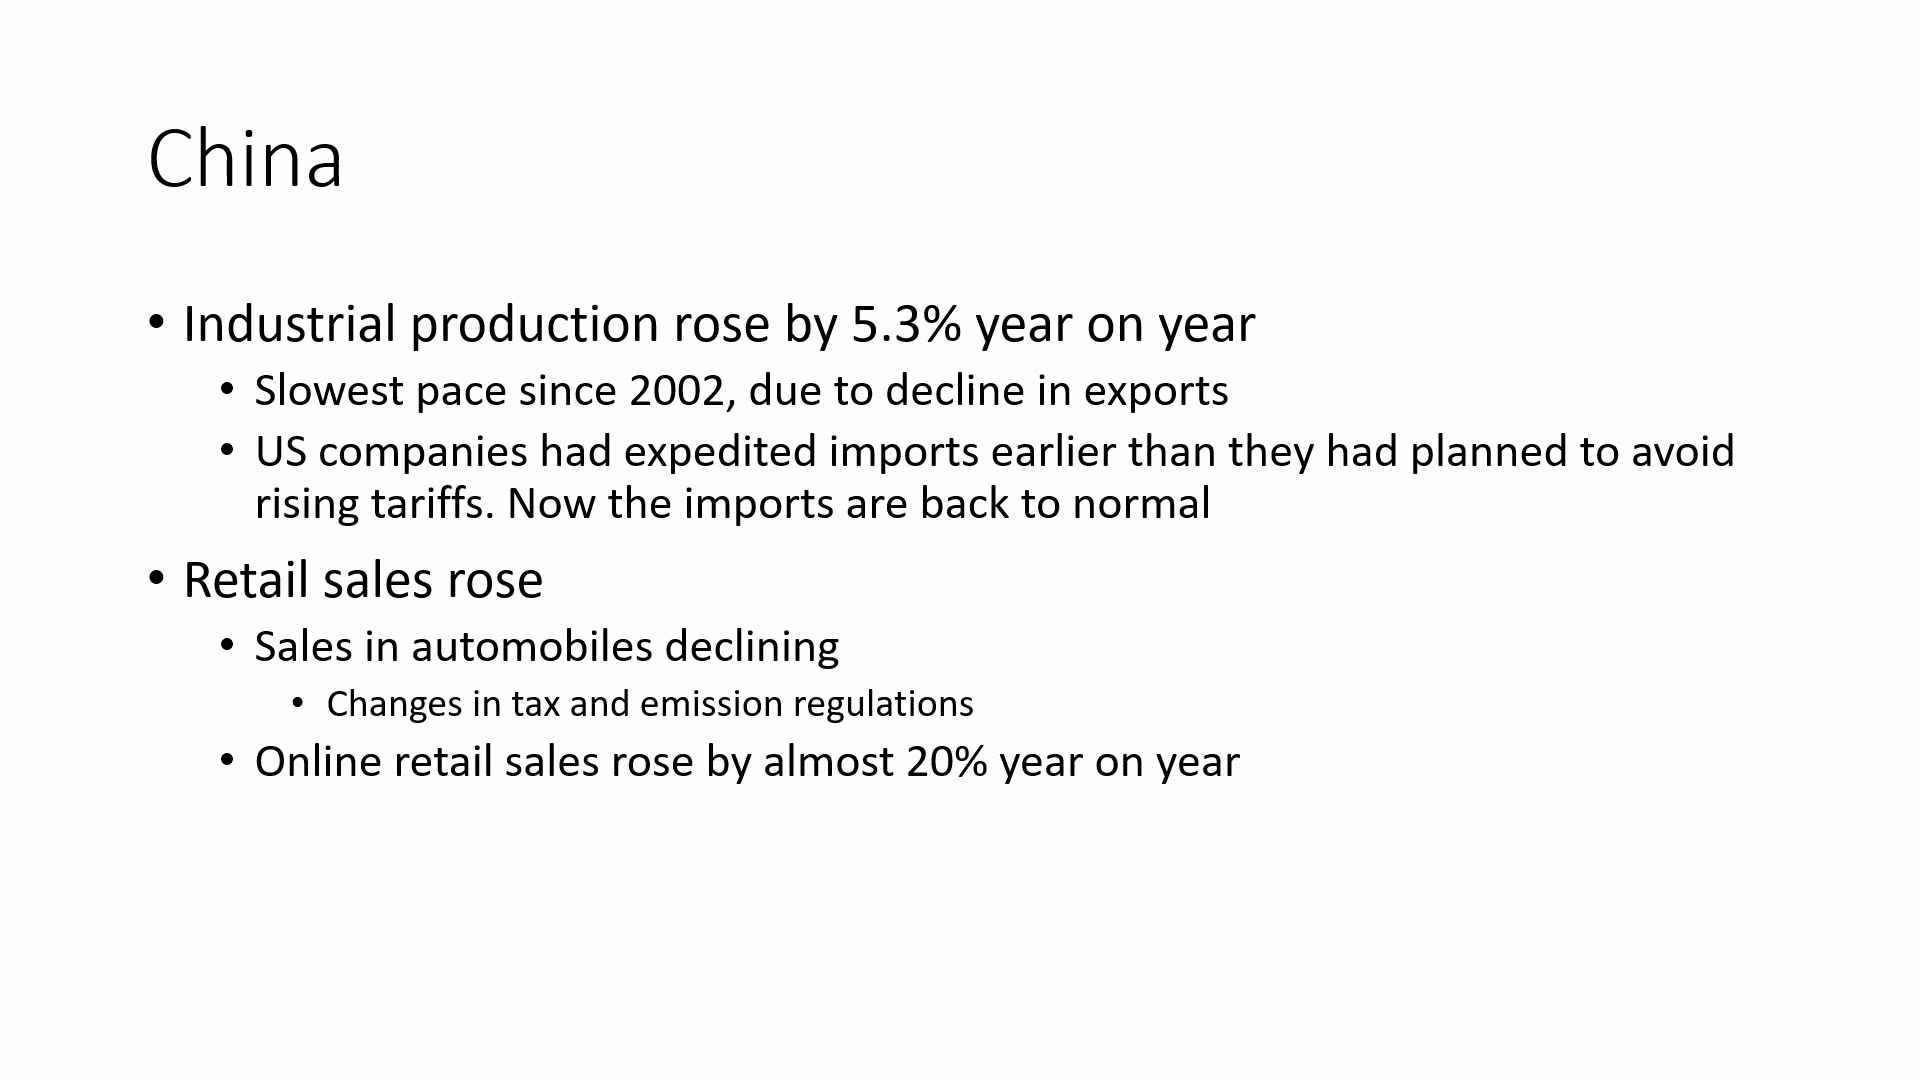 China
• Industrial production rose by 5.3% year on year
• Slowest pace since 2002, due to decline in exports
• US companies had expedited imports earlier than they had planned to avoid
rising tariffs. Now the imports are back to normal
• Retail sales rose
• Sales in automobiles declining
• Changes in tax and emission regulations
• Online retail sales rose by almost 20% year on year